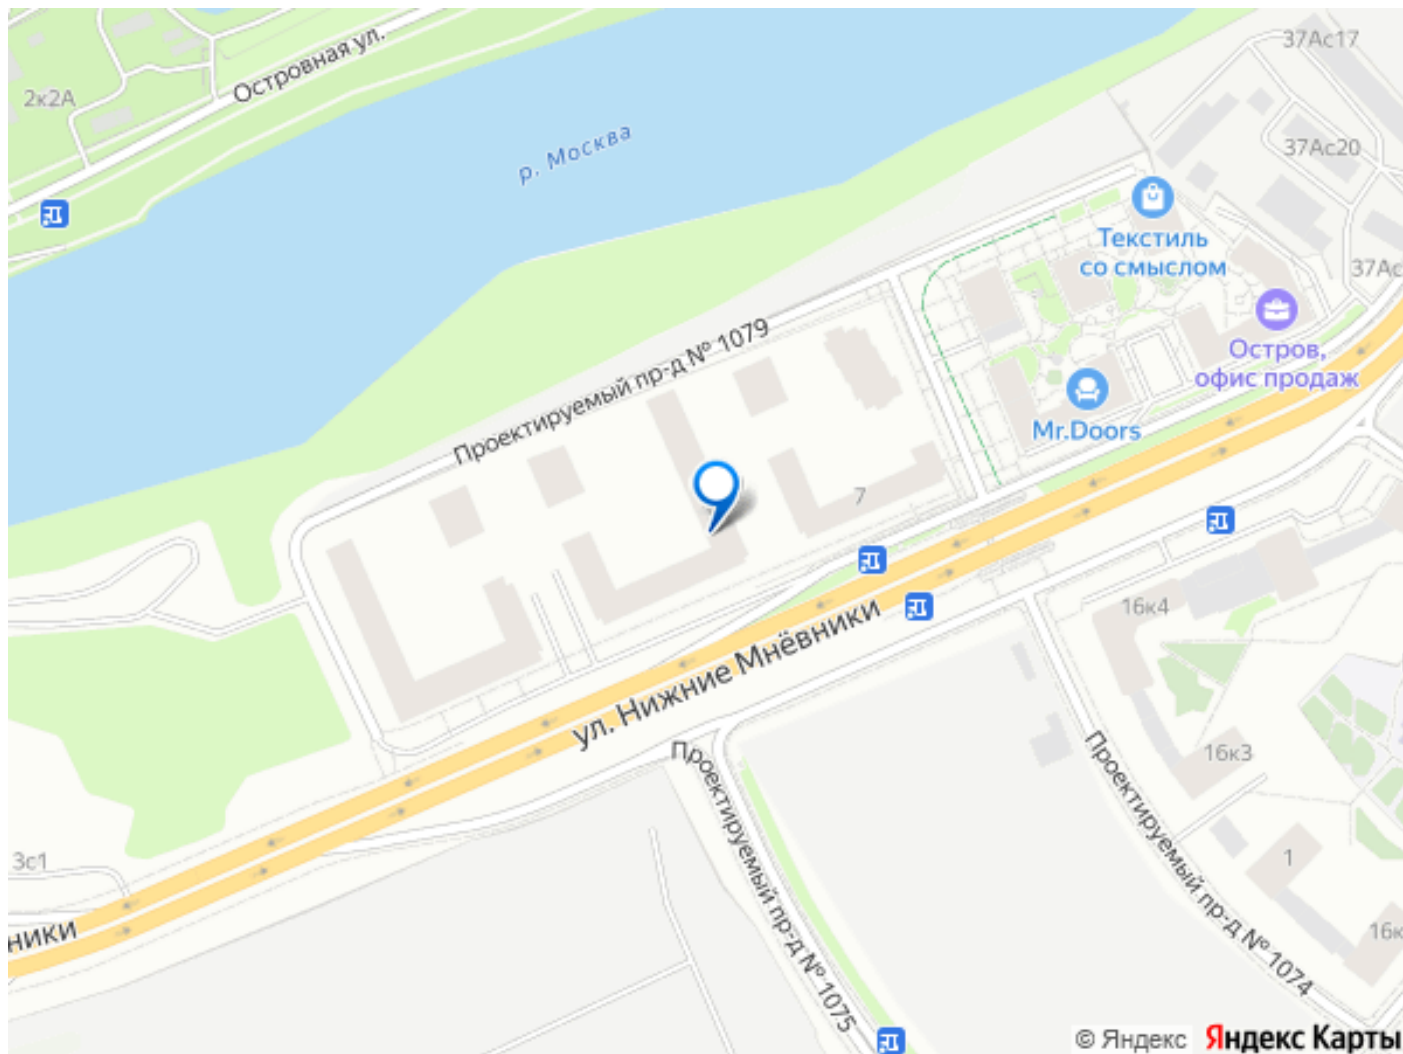 37Ас17
Островная ул.
2к2А
р. Москва
37Ас20
Текстиль
со смыслом
37Ас
Остров,
офис продаж
Проектируемый пр-д № 1079
Mr.Doors
7
16к4
ул. Нижние Мнёвники
Проектируемый пр-д № 1075
Проектируемый пр-д № 1074
16к3
3с1
1
ники
16к
© Яндекс Яндекс Карты